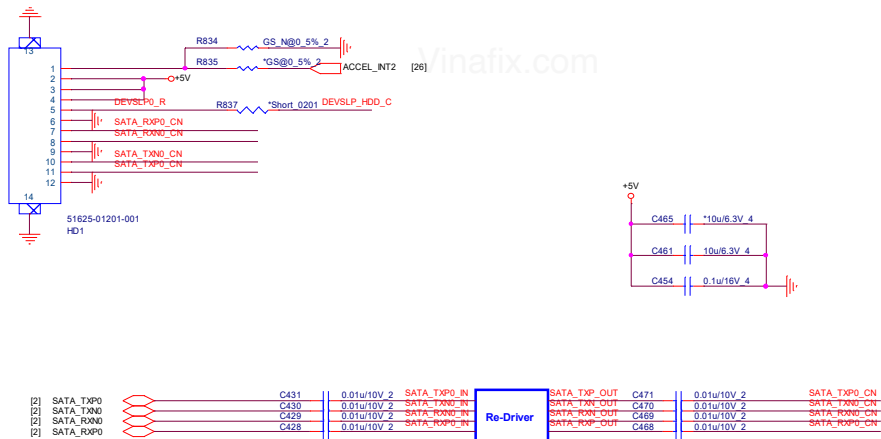 13
R834 GS_N@0_5%_2
Vinafix.com
1 R835 *GS@0_5%_2 ACCEL_INT2 [26]
2 +5V
3
4
5 DEVSLP0_R R837 *Short_0201 DEVSLP_HDD_C
6
7 SATA_RXP0_CN
8 SATA_RXN0_CN
9
10 SATA_TXN0_CN
11 SATA_TXP0_CN
12
14
51625-01201-001
HD1
+5V
C465 *10u/6.3V_4
C461 10u/6.3V_4
C454 0.1u/16V_4
[2] SATA_TXP0 C431 0.01u/10V_2 SATA_TXP0_IN SATA_TXP_OUT C471 0.01u/10V_2 SATA_TXP0_CN
[2] SATA_TXN0 C430 0.01u/10V_2 SATA_TXN0_IN SATA_TXN_OUT C470 0.01u/10V_2 SATA_TXN0_CN
Re-Driver
[2] SATA_RXN0 C429 0.01u/10V_2 SATA_RXN0_IN SATA_RXN_OUT C469 0.01u/10V_2 SATA_RXN0_CN
[2] SATA_RXP0 C428 0.01u/10V_2 SATA_RXP0_IN SATA_RXP_OUT C468 0.01u/10V_2 SATA_RXP0_CN